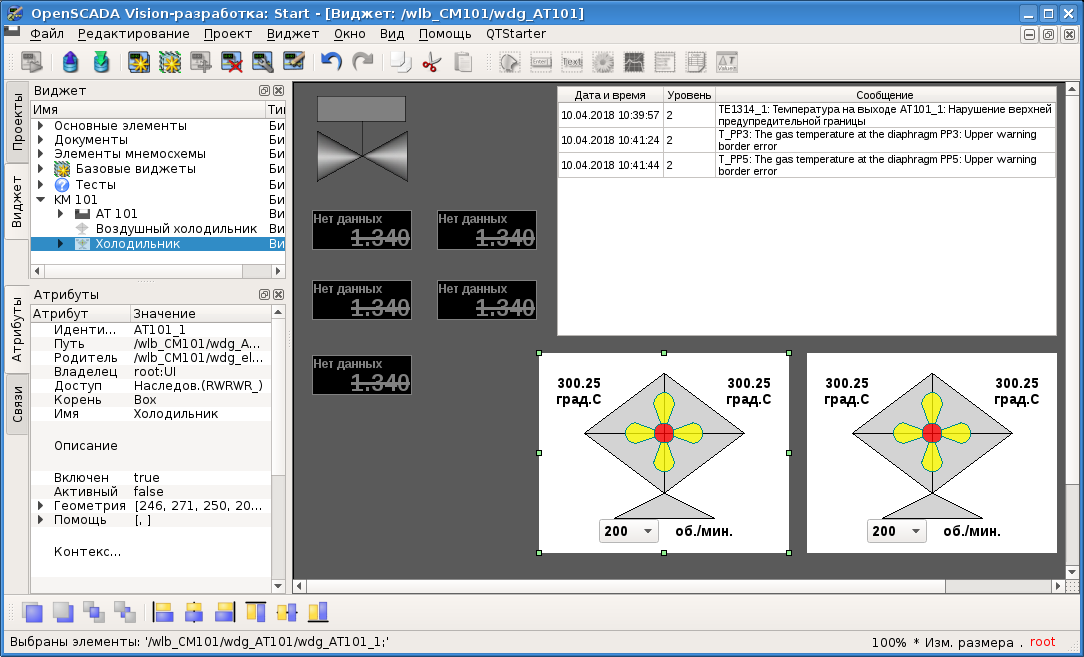 OpenSCADA Vision-разработка: Start - [Виджет: /wlb_CM101/wdg_AT101]
Файл Редактирование Проект Виджет Окно Вид Помощь QTStarter
Проекты
Виджет
Атрибуты
Связи
Виджет
Имя Ти
Основные элементы Би
Документы Би
Элементы мнемосхемы Би
Базовые виджеты Би
Тесты Би
КМ 101 Би
АТ 101 Ви
Воздушный холодильник Ви
Холодильник Ви
Атрибуты
Атрибут Значение
Иденти... AT101_1
Путь /wlb_CM101/wdg_A...
Родитель /wlb_CM101/wdg_el...
Владелец root:UI
Доступ Наследов.(RWRWR_)
Корень Box
Имя Холодильник
Описание
Включен true
Активный false
Геометрия [246, 271, 250, 20...
Помощь [, ]
Контекс...
Нет данных
1.340
Нет данных
1.340
Нет данных
1.340
Нет данных
1.340
Нет данных
1.340
Дата и время Уровень Сообщение
10.04.2018 10:39:57 2 TE1314_1: Температура на выходе АТ101_1: Нарушение верхней
предупредительной границы
10.04.2018 10:41:24 2 T_PP3: The gas temperature at the diaphragm PP3: Upper warning
border error
10.04.2018 10:41:44 2 T_PP5: The gas temperature at the diaphragm PP5: Upper warning
border error
300.25 300.25
град.С град.С
200 об./мин.
300.25 300.25
град.С град.С
200 об./мин.
Выбраны элементы: '/wlb_CM101/wdg_AT101/wdg_AT101_1;' 100% * Изм. размера . root